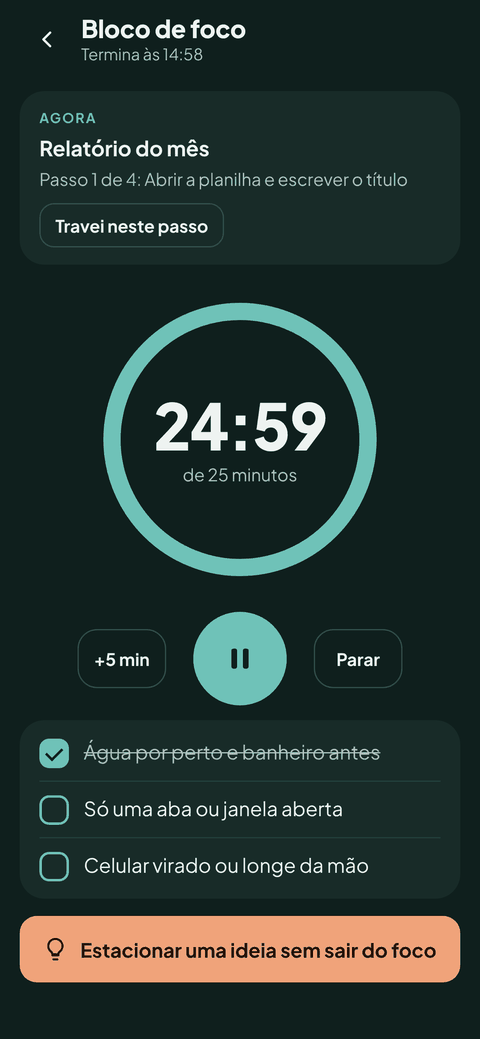 Bloco de foco
Termina às 14:58
AGORA
Relatório do mês
Passo 1 de 4: Abrir a planilha e escrever o título
Travei neste passo
24:59
de 25 minutos
+5 min
Parar
Água por perto e banheiro antes
Só uma aba ou janela aberta
Celular virado ou longe da mão
Estacionar uma ideia sem sair do foco